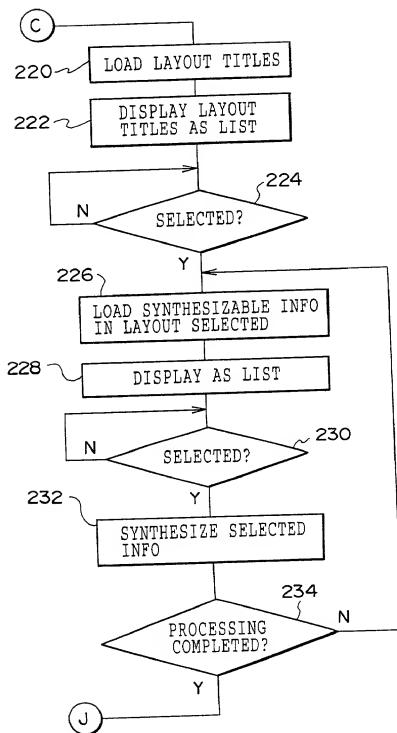 C
220
LOAD LAYOUT TITLES
222
DISPLAY LAYOUT
TITLES AS LIST
224
N
SELECTED?
Y
226
LOAD SYNTHESIZABLE INFO
IN LAYOUT SELECTED
228
DISPLAY AS LIST
230
N
SELECTED?
Y
232
SYNTHESIZE SELECTED
INFO
234
N
PROCESSING
COMPLETED?
Y
J